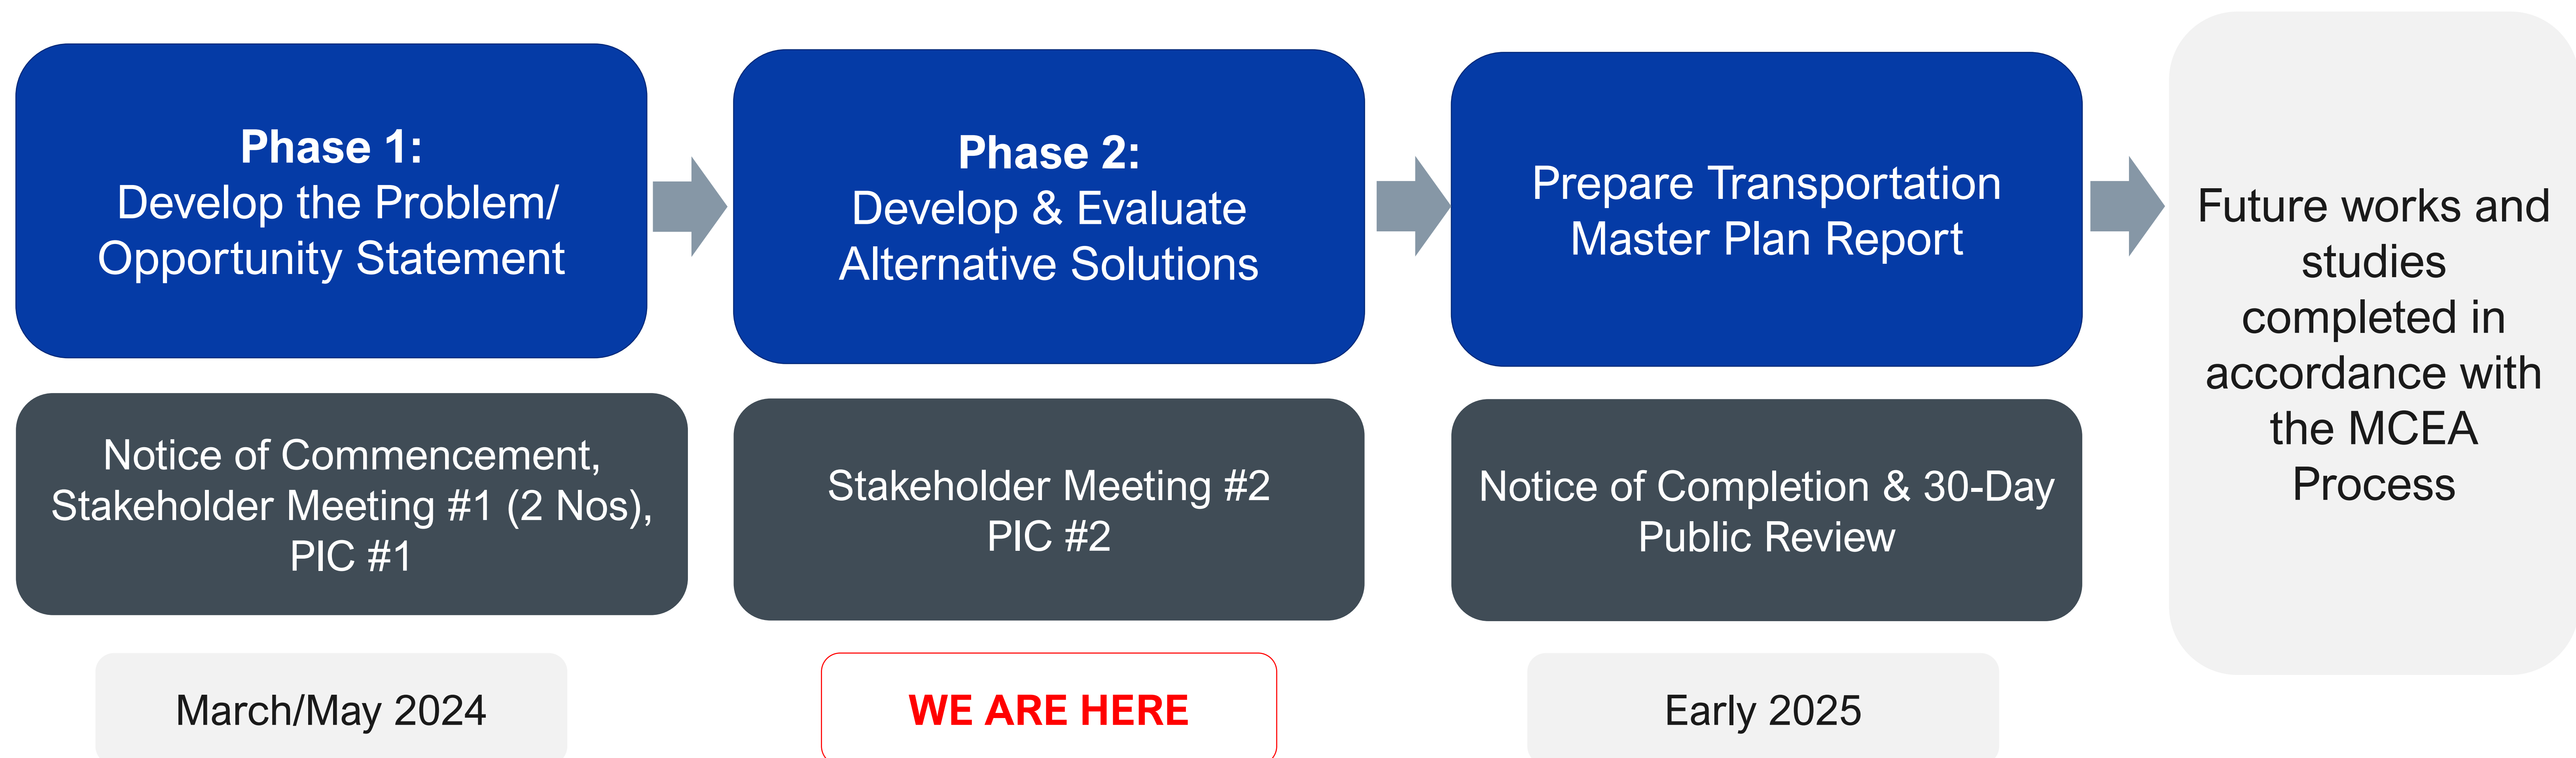 Phase 1:
Develop the Problem/
Opportunity Statement
Phase 2:
Develop & Evaluate
Alternative Solutions
Prepare Transportation
Master Plan Report
Future works and
studies
completed in
accordance with
the MCEA
Process
Notice of Commencement,
Stakeholder Meeting #1 (2 Nos),
PIC #1
Stakeholder Meeting #2
PIC #2
Notice of Completion & 30-Day
Public Review
March/May 2024
WE ARE HERE
Early 2025